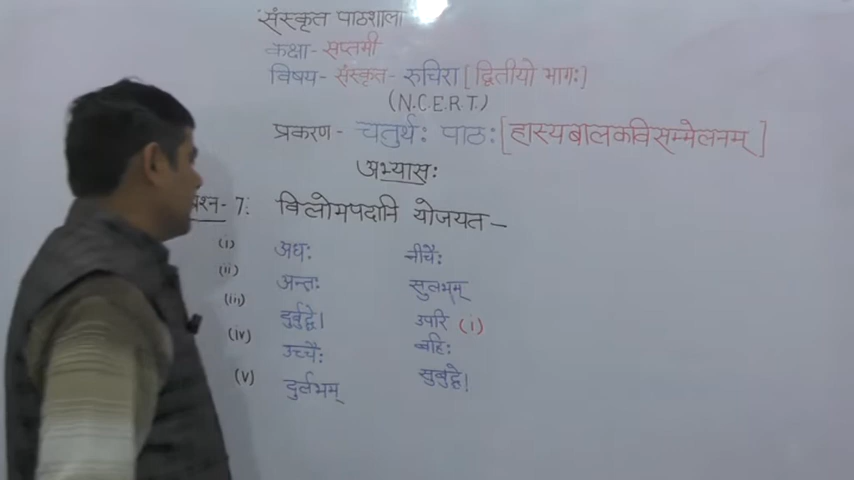 संस्कृत पाठशाला
कक्षा- सप्तमी
विषय- संस्कृत- रुचिरा [द्वितीयो भागः]
(N.C.E.R.T.)
प्रकरण- चतुर्थः पाठः [हास्यबालकविसम्मेलनम्]
अभ्यासः
प्रश्न- 7: विलोमपदानि योजयत –
(i) अधः नीचैः
(ii) अन्तः सुलभम्
(iii) दुर्बुद्धे। उपरि (i)
(iv) उच्चैः बहिः
(v) दुर्लभम् सुबुद्धे!